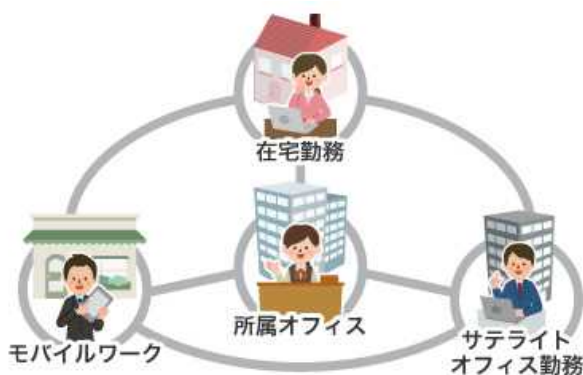 在宅勤務
所属オフィス
モバイルワーク
サテライト
オフィス勤務